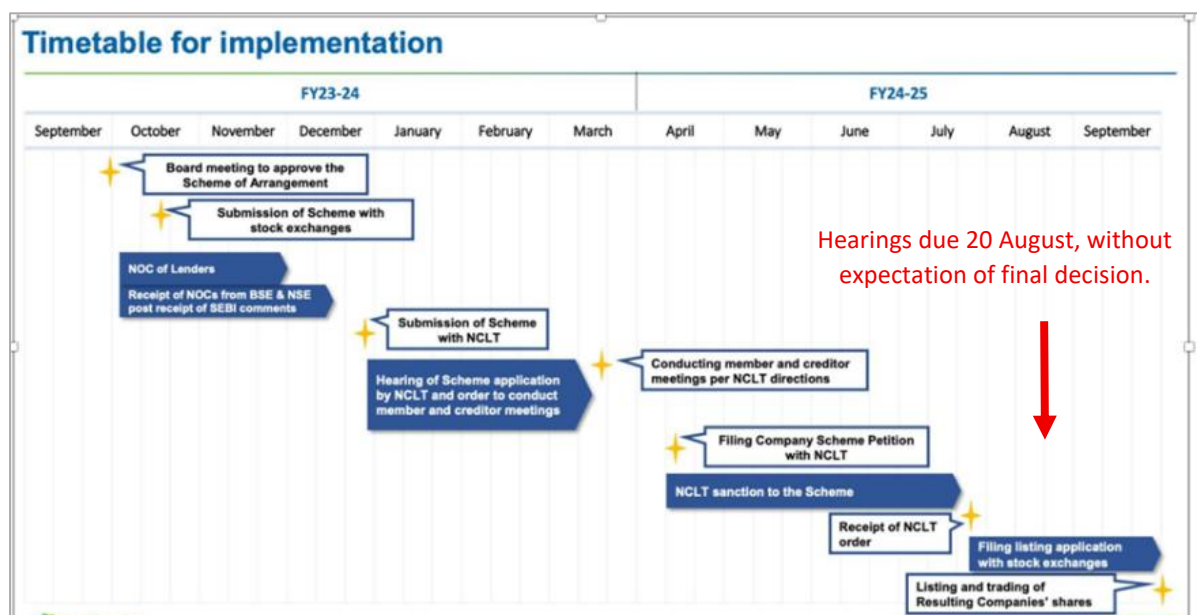 Timetable for implementation
FY23-24
FY24-25
September October November December January February March April May June July August September
Board meeting to approve the
Scheme of Arrangement
Submission of Scheme with
stock exchanges
Hearings due 20 August, without
expectation of final decision.
NOC of Lenders
Receipt of NOCs from BSE & NSE
post receipt of SEBI comments
Submission of Scheme
with NCLT
Conducting member and creditor
meetings per NCLT directions
Hearing of Scheme application
by NCLT and order to conduct
member and creditor meetings
Filing Company Scheme Petition
with NCLT
NCLT sanction to the Scheme
Receipt of NCLT
order
Filing listing application
with stock exchanges
Listing and trading of
Resulting Companies' shares